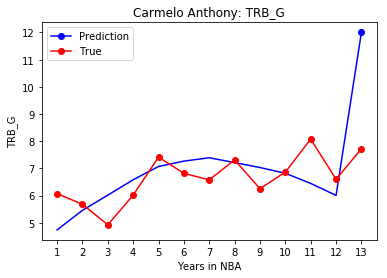 Carmelo Anthony: TRB_G
Prediction
True
12
11
10
9
8
7
6
5
TRB_G
1 2 3 4 5 6 7 8 9 10 11 12 13
Years in NBA